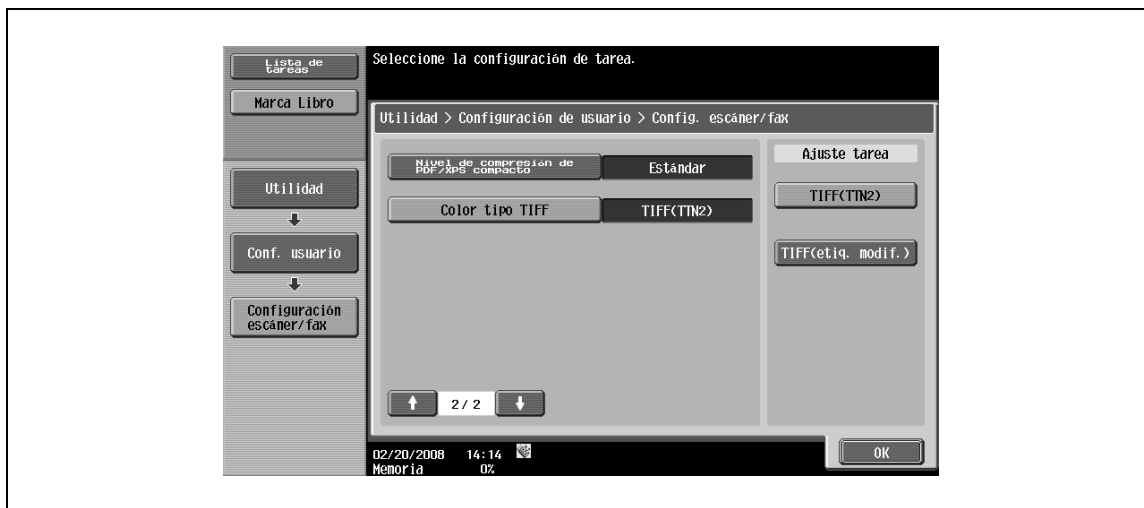 Lista de
tareas
Marca Libro
Utilidad
Conf. usuario
Configuración
escáner/fax
Seleccione la configuración de tarea.
Utilidad > Configuración de usuario > Config. escáner/fax
Nivel de compresión de
PDF/XPS compacto
Estándar
Color tipo TIFF
TIFF(TTN2)
2/ 2
Ajuste tarea
TIFF(TTN2)
TIFF(etiq. modif.)
02/20/2008 14:14
Memoria 0%
OK